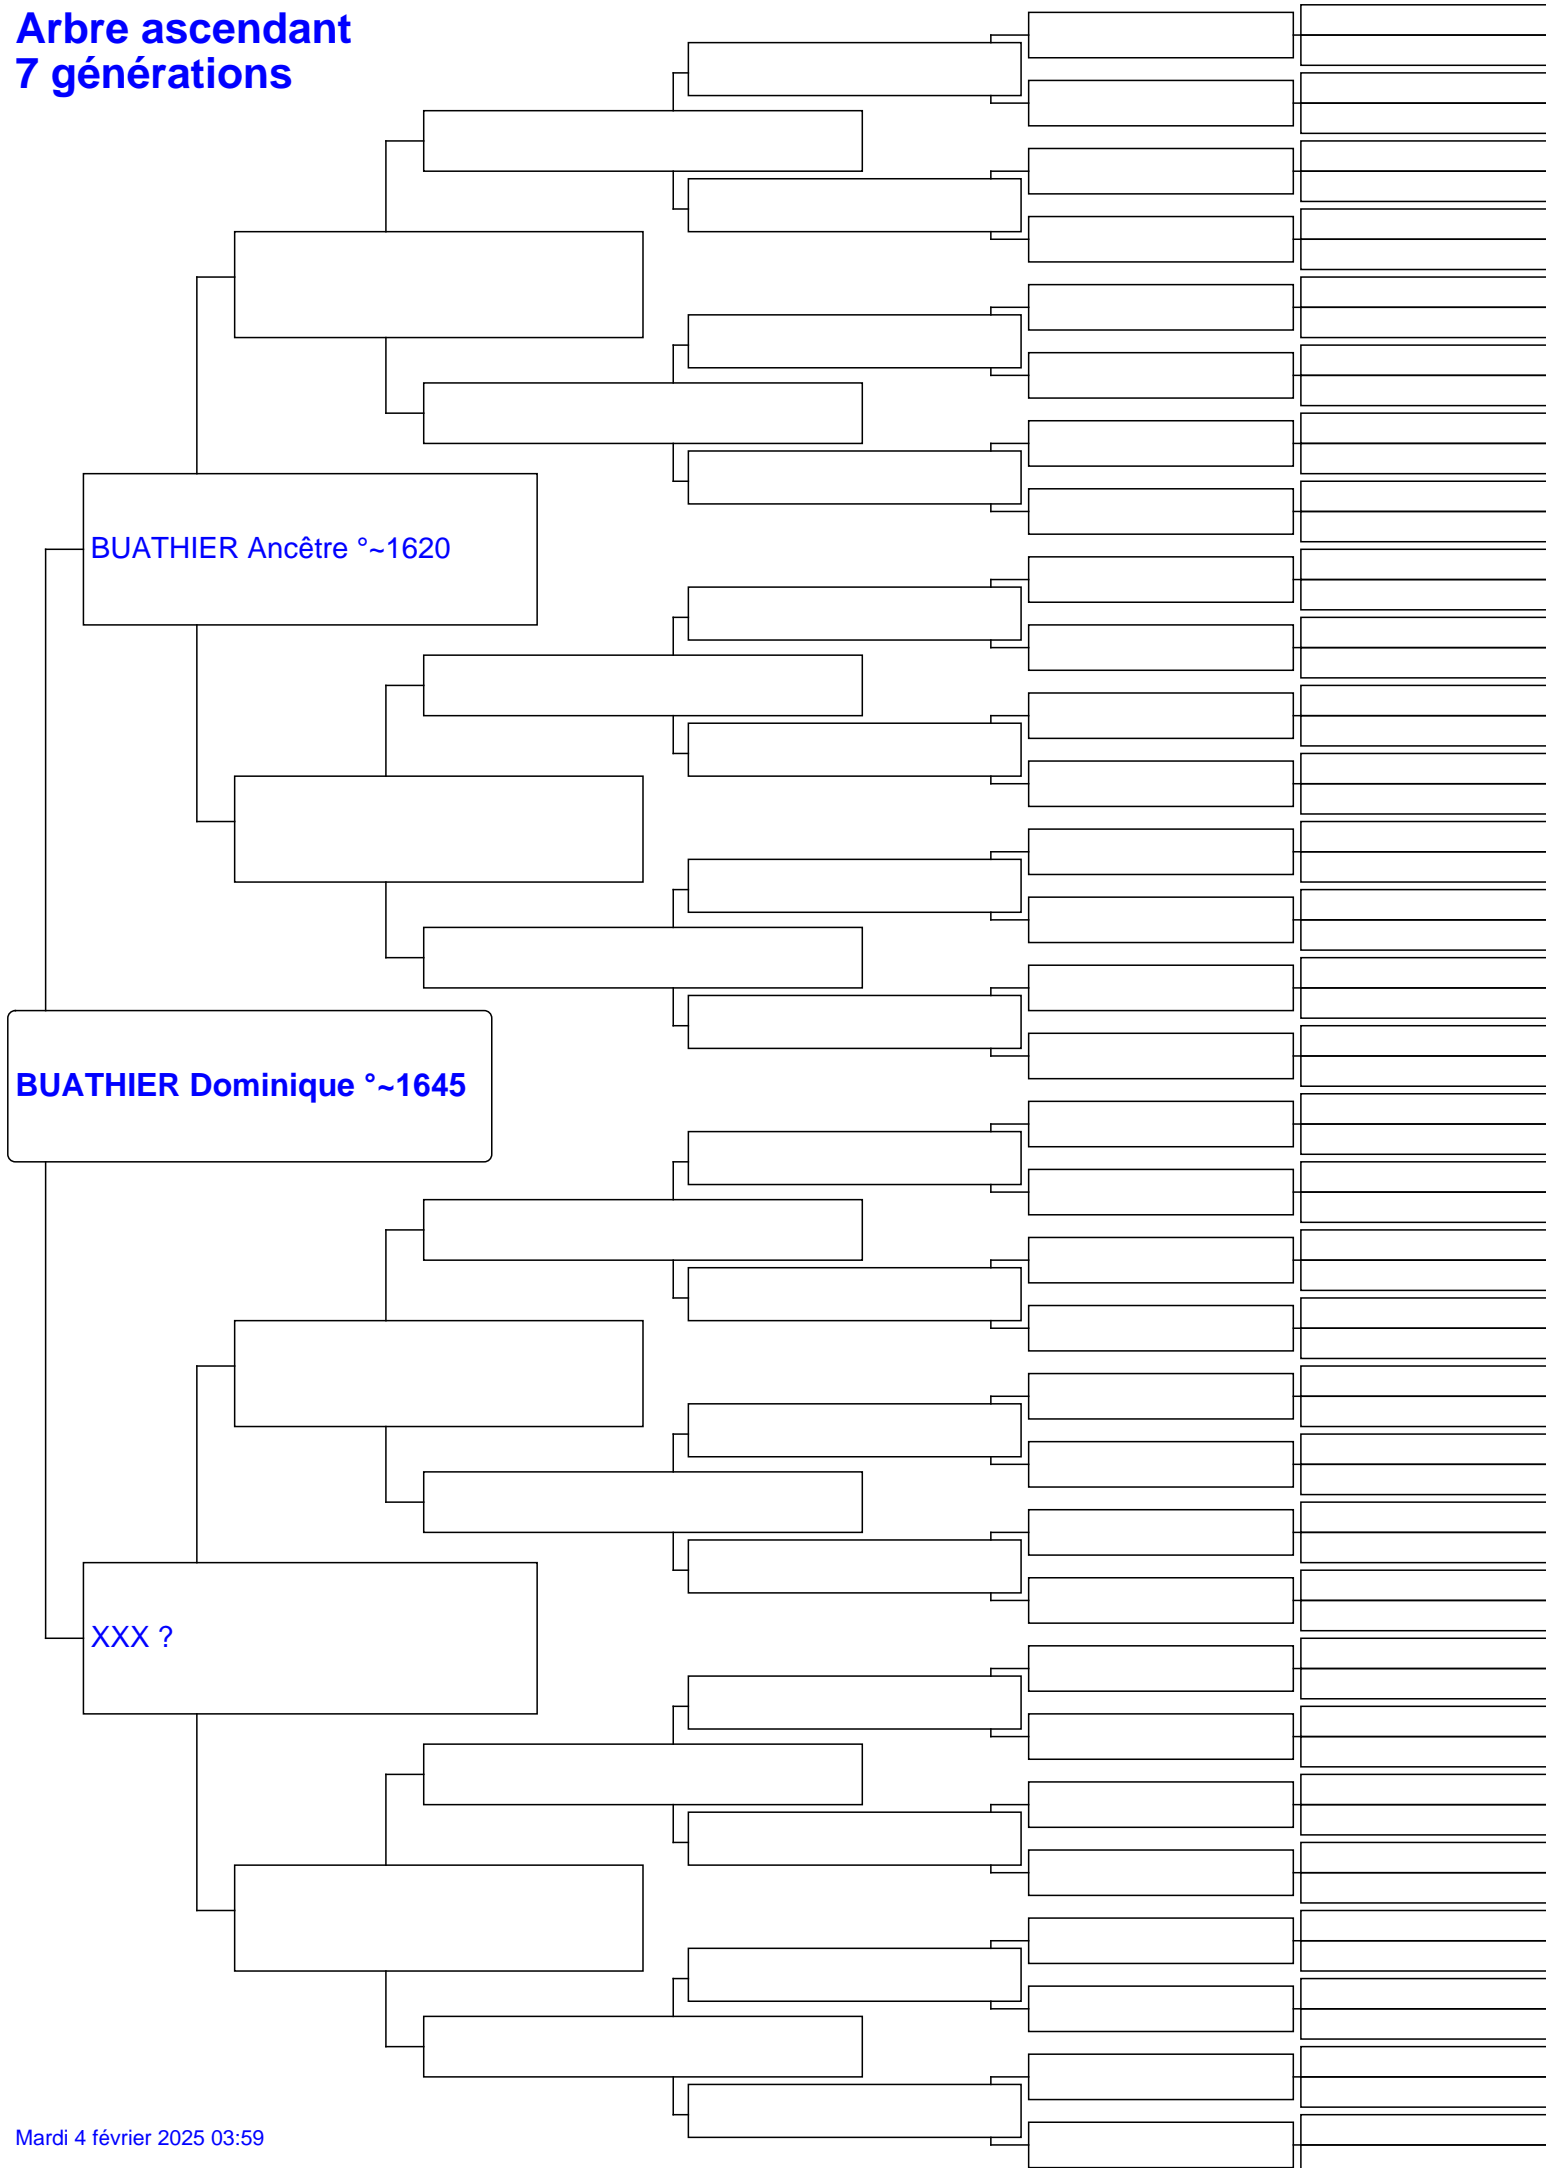 Arbre ascendant
7 générations
BUATHIER Ancêtre °~1620
BUATHIER Dominique °~1645
XXX ?
Mardi 4 février 2025 03:59